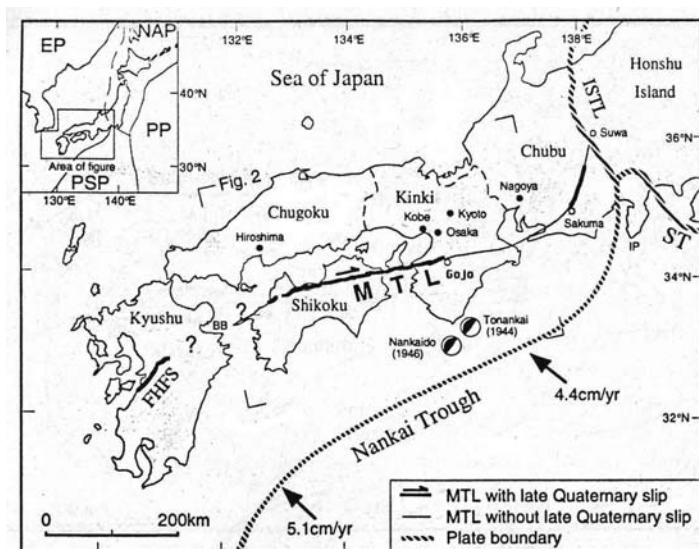 132°E
134°E
136°E
138°E
EP
NAP
40°N
PP
30°N
Area of figure
PSP
130°E
140°E
Sea of Japan
Honshu
Island
ISTL
Suwa
36°N
Fig. 2
Chubu
Chugoku
Kinki
Nagoya
Kobe
Kyoto
Osaka
Hiroshima
Sakuma
IP
ST
Gojo
34°N
MTL
Shikoku
?
Kyushu
BB
?
Tonankai
(1944)
Nankaido
(1946)
FHFS
4.4cm/yr
32°N
Nankai Trough
5.1cm/yr
0
200km
MTL with late Quaternary slip
MTL without late Quaternary slip
Plate boundary